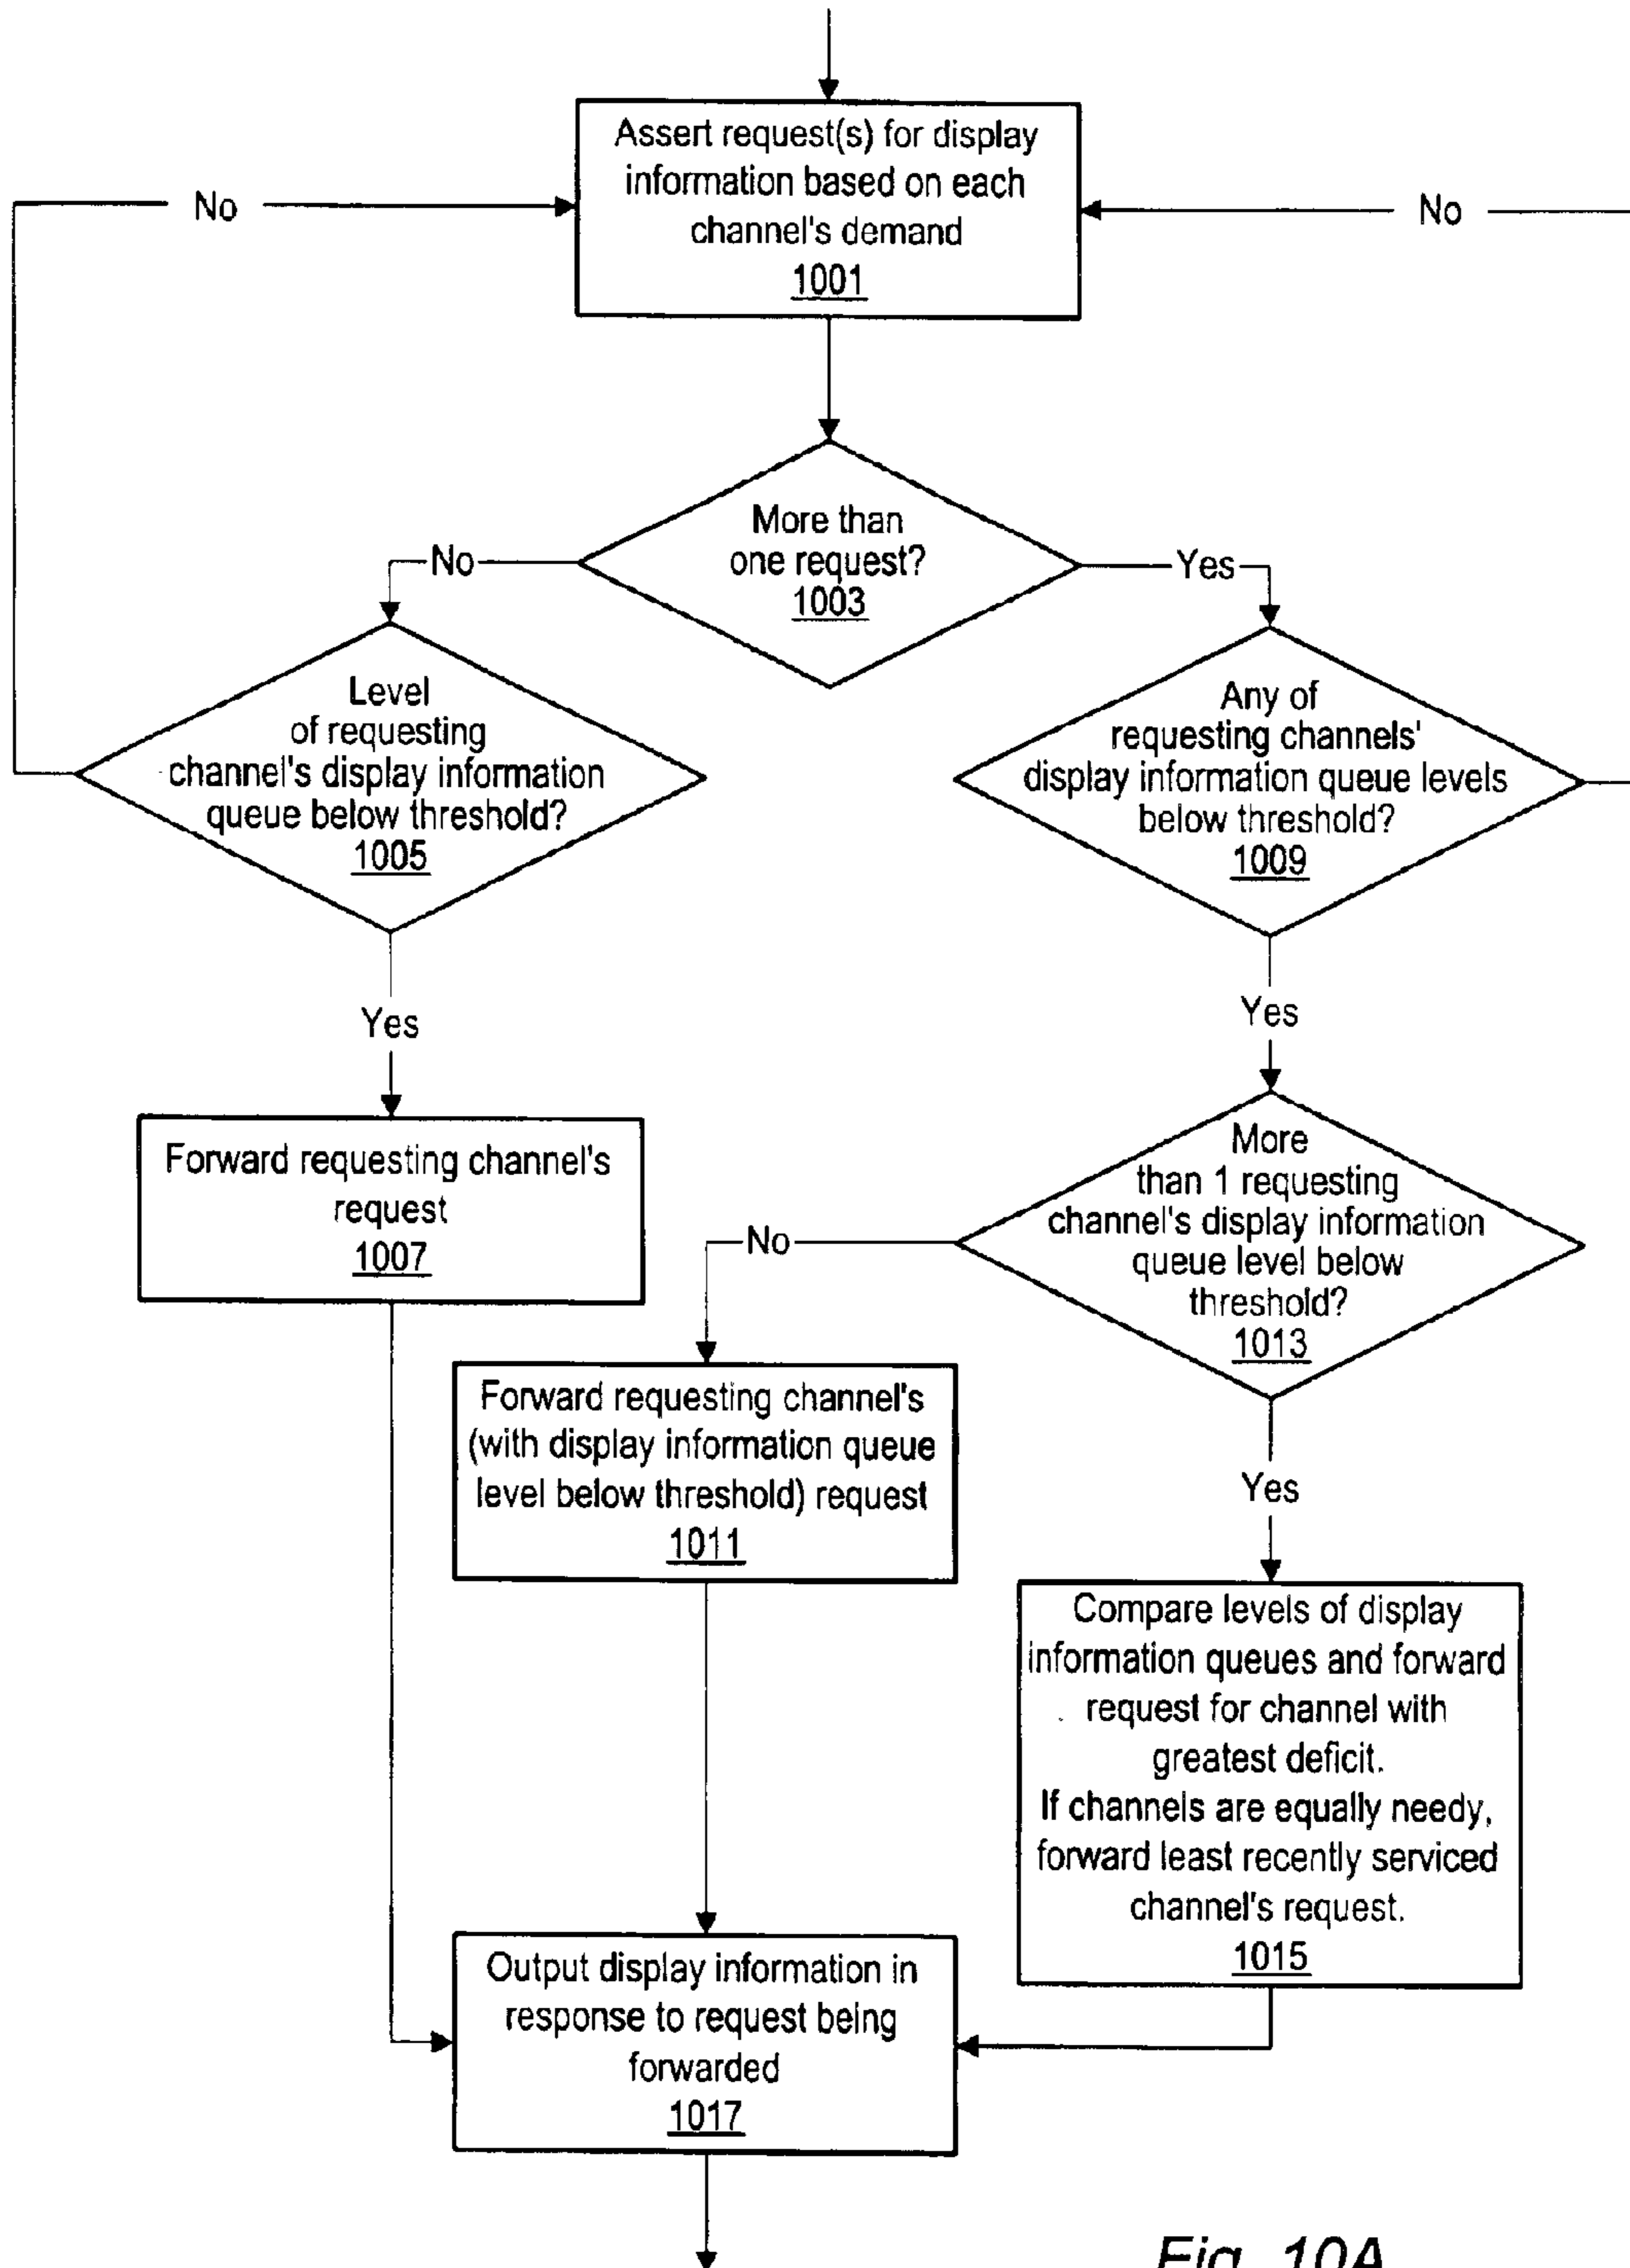 Assert request(s) for display
information based on each
channel's demand
1001
No
No
More than
one request?
1003
No
Yes
Level
of requesting
channel's display information
queue below threshold?
1005
Any of
requesting channels'
display information queue levels
below threshold?
1009
Yes
Yes
Forward requesting channel's
request
1007
More
than 1 requesting
channel's display information
queue level below
threshold?
1013
No
Forward requesting channel's
(with display information queue
level below threshold) request
1011
Yes
Compare levels of display
information queues and forward
request for channel with
greatest deficit.
If channels are equally needy,
forward least recently serviced
channel's request.
1015
Output display information in
response to request being
forwarded
1017
Fig. 10A